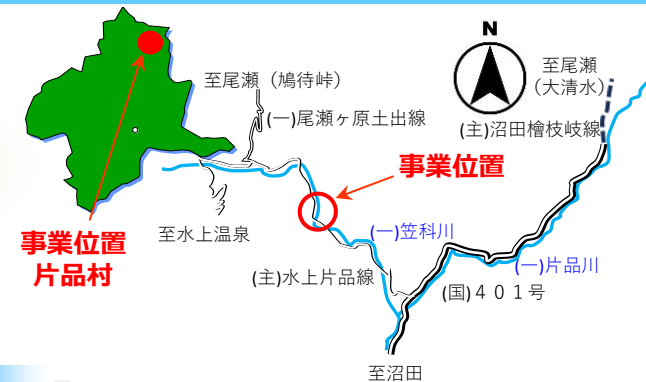 N
至尾瀬
(大清水)
至尾瀬（鳩待峠）
(一)尾瀬ヶ原土出線
(主)沼田檜枝岐線
事業位置
事業位置
片品村
至水上温泉
(一)笠科川
(主)水上片品線
(一)片品川
(国)４０１号
至沼田